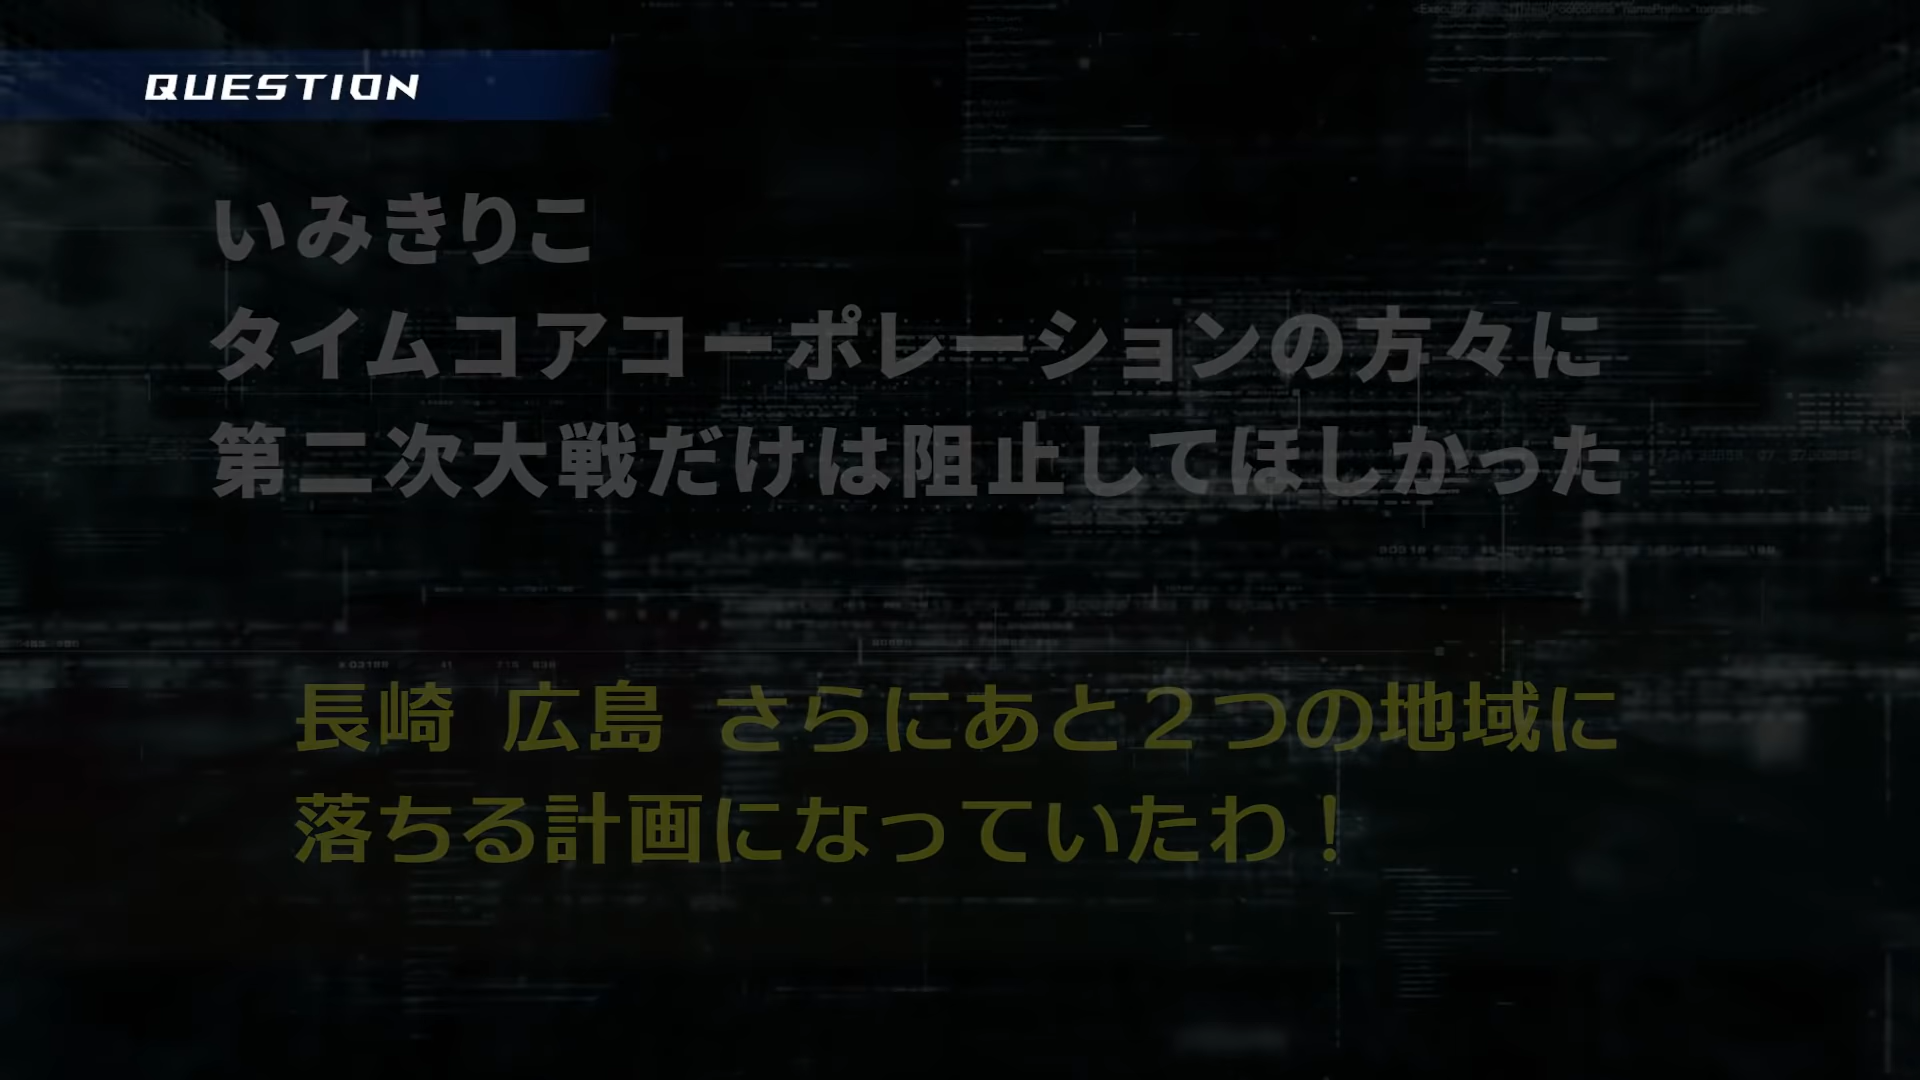 QUESTION
いみきりこ
タイムコアコーポレーションの方々に
第二次大戦だけは阻止してほしかった
長崎 広島 さらにあと２つの地域に
落ちる計画になっていたわ！